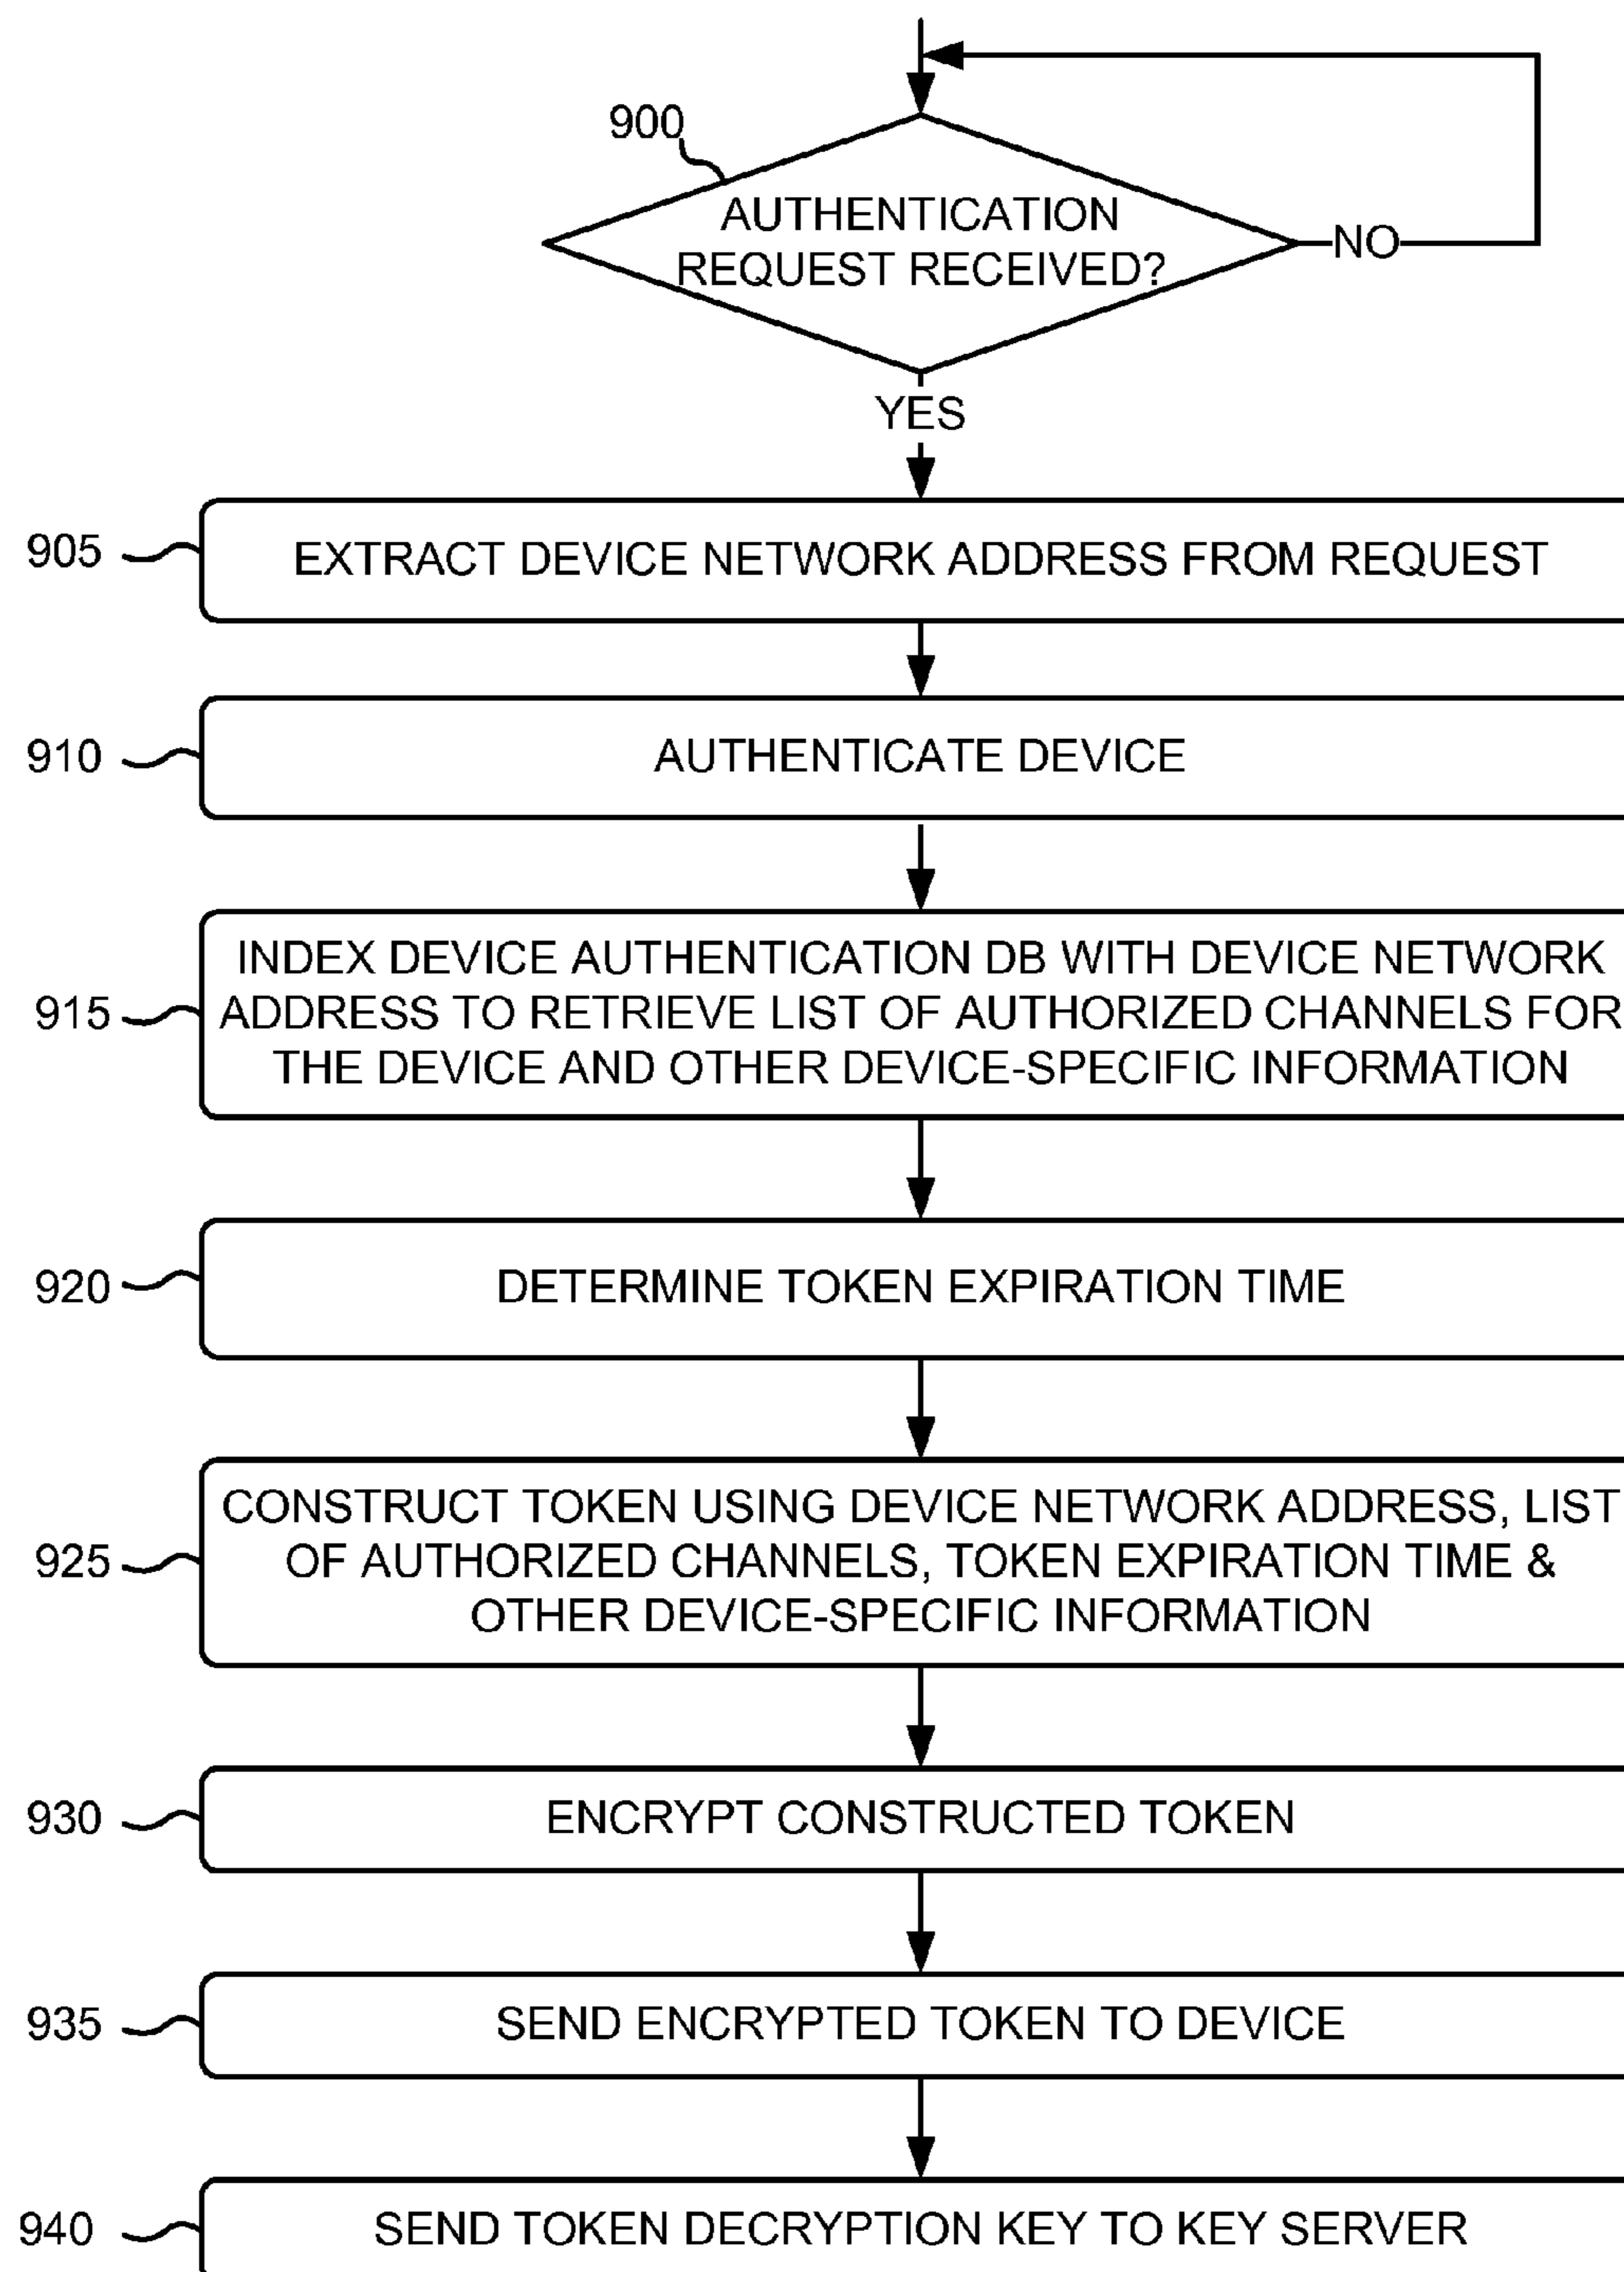 900
AUTHENTICATION
REQUEST RECEIVED?
NO
YES
905
EXTRACT DEVICE NETWORK ADDRESS FROM REQUEST
910
AUTHENTICATE DEVICE
INDEX DEVICE AUTHENTICATION DB WITH DEVICE NETWORK
915
ADDRESS TO RETRIEVE LIST OF AUTHORIZED CHANNELS FOR
THE DEVICE AND OTHER DEVICE-SPECIFIC INFORMATION
920
DETERMINE TOKEN EXPIRATION TIME
CONSTRUCT TOKEN USING DEVICE NETWORK ADDRESS, LIST
925
OF AUTHORIZED CHANNELS, TOKEN EXPIRATION TIME &
OTHER DEVICE-SPECIFIC INFORMATION
930
ENCRYPT CONSTRUCTED TOKEN
935
SEND ENCRYPTED TOKEN TO DEVICE
940
SEND TOKEN DECRYPTION KEY TO KEY SERVER